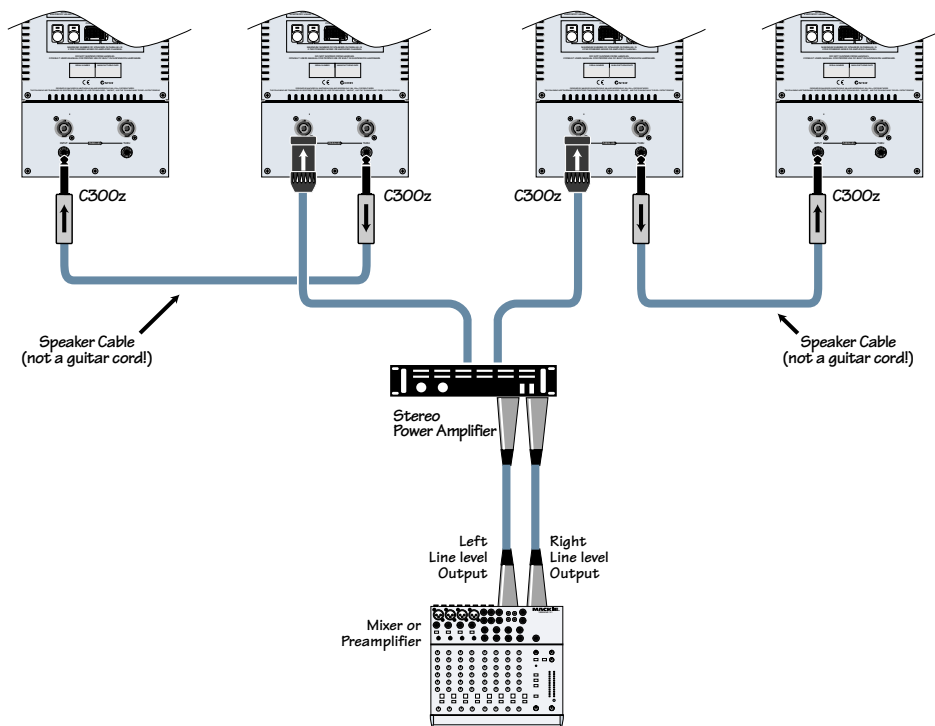 C300z
C300z
C300z
C300z
Speaker Cable
(not a guitar cord!)
Speaker Cable
(not a guitar cord!)
Stereo
Power Amplifier
Left
Line level
Output
Right
Line level
Output
Mixer or
Preamplifier
MACKIE.